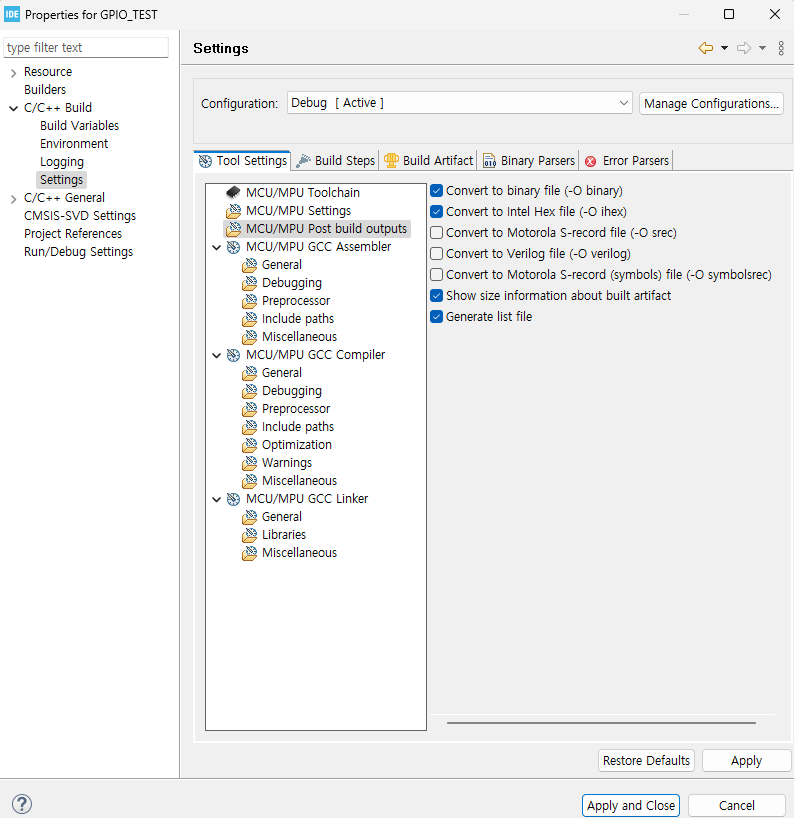 IDE Properties for GPIO_TEST
type filter text
Resource
Builders
C/C++ Build
Build Variables
Environment
Logging
Settings
C/C++ General
CMSIS-SVD Settings
Project References
Run/Debug Settings
Settings
Configuration: Debug [ Active ] Manage Configurations...
Tool Settings Build Steps Build Artifact Binary Parsers Error Parsers
MCU/MPU Toolchain
MCU/MPU Settings
MCU/MPU Post build outputs
MCU/MPU GCC Assembler
General
Debugging
Preprocessor
Include paths
Miscellaneous
MCU/MPU GCC Compiler
General
Debugging
Preprocessor
Include paths
Optimization
Warnings
Miscellaneous
MCU/MPU GCC Linker
General
Libraries
Miscellaneous
Convert to binary file (-O binary)
Convert to Intel Hex file (-O ihex)
Convert to Motorola S-record file (-O srec)
Convert to Verilog file (-O verilog)
Convert to Motorola S-record (symbols) file (-O symbolsrec)
Show size information about built artifact
Generate list file
Restore Defaults Apply
? Apply and Close Cancel